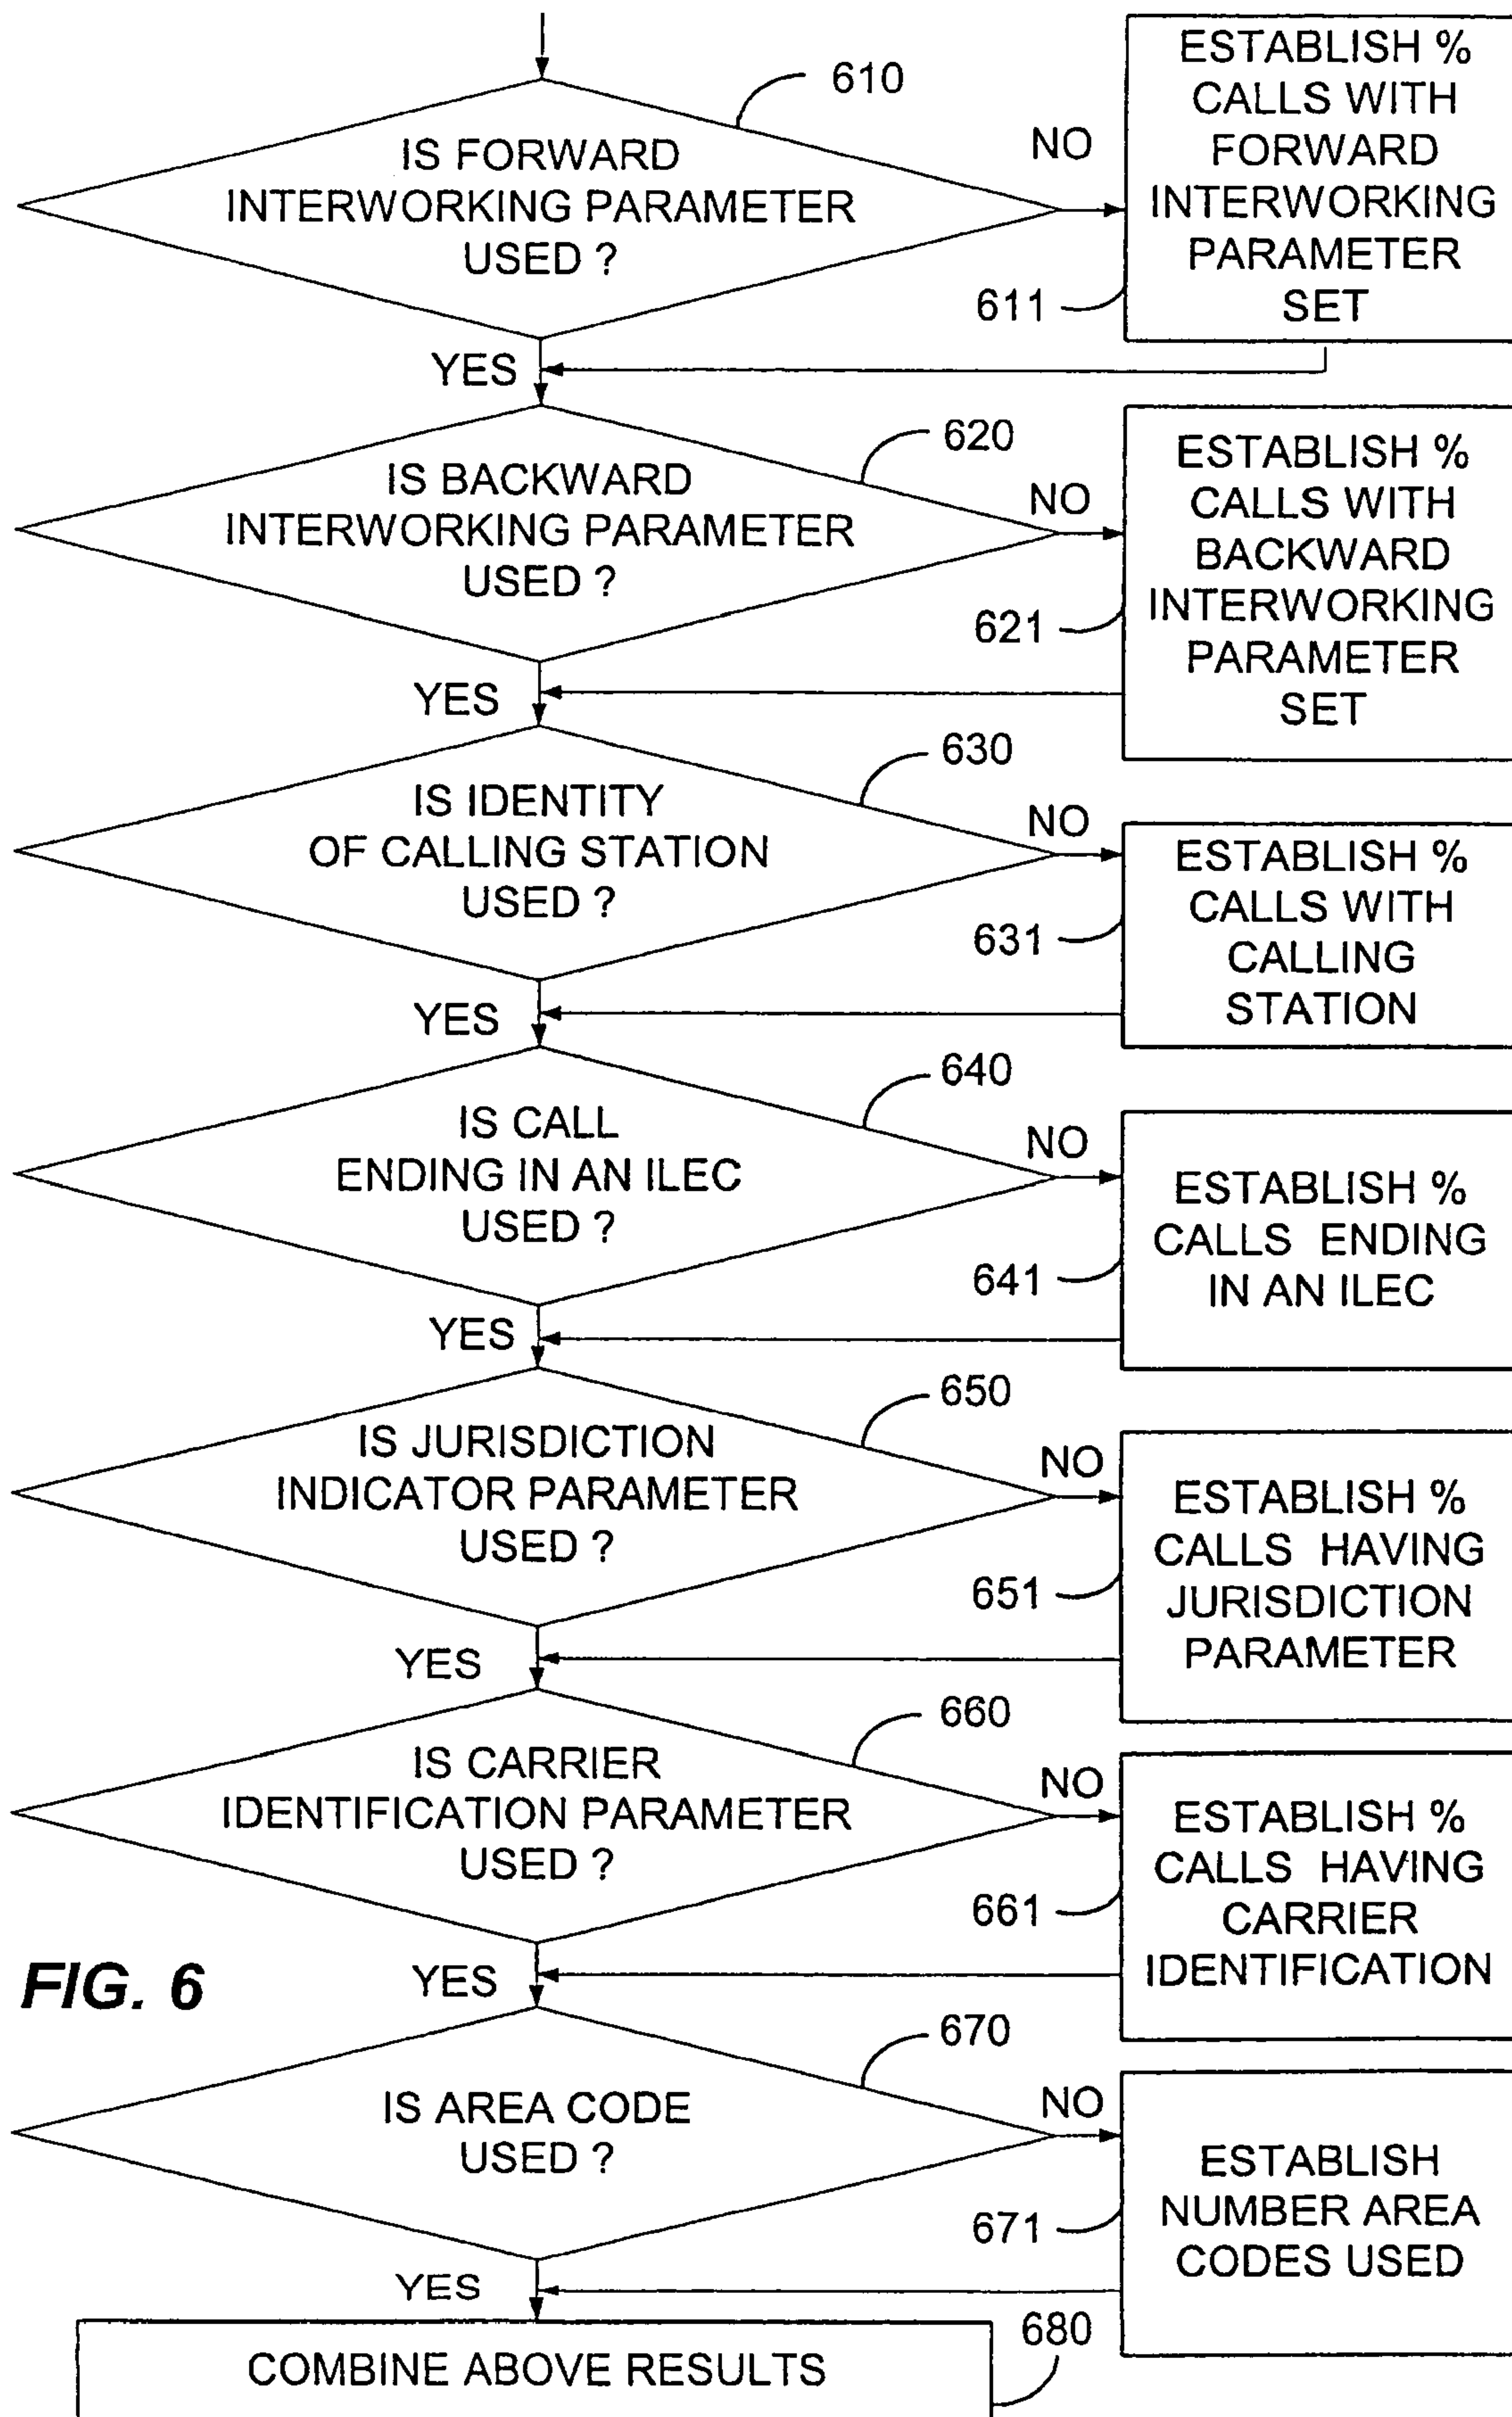 610
IS FORWARD
INTERWORKING PARAMETER
USED ?
NO
YES
ESTABLISH %
CALLS WITH
FORWARD
INTERWORKING
PARAMETER
SET
611
620
IS BACKWARD
INTERWORKING PARAMETER
USED ?
NO
YES
ESTABLISH %
CALLS WITH
BACKWARD
INTERWORKING
PARAMETER
SET
621
630
IS IDENTITY
OF CALLING STATION
USED ?
NO
YES
ESTABLISH %
CALLS WITH
CALLING
STATION
631
640
IS CALL
ENDING IN AN ILEC
USED ?
NO
YES
ESTABLISH %
CALLS ENDING
IN AN ILEC
641
650
IS JURISDICTION
INDICATOR PARAMETER
USED ?
NO
YES
ESTABLISH %
CALLS HAVING
JURISDICTION
PARAMETER
651
660
IS CARRIER
IDENTIFICATION PARAMETER
USED ?
NO
YES
ESTABLISH %
CALLS HAVING
CARRIER
IDENTIFICATION
661
FIG. 6
670
IS AREA CODE
USED ?
NO
YES
ESTABLISH
NUMBER AREA
CODES USED
671
680
COMBINE ABOVE RESULTS